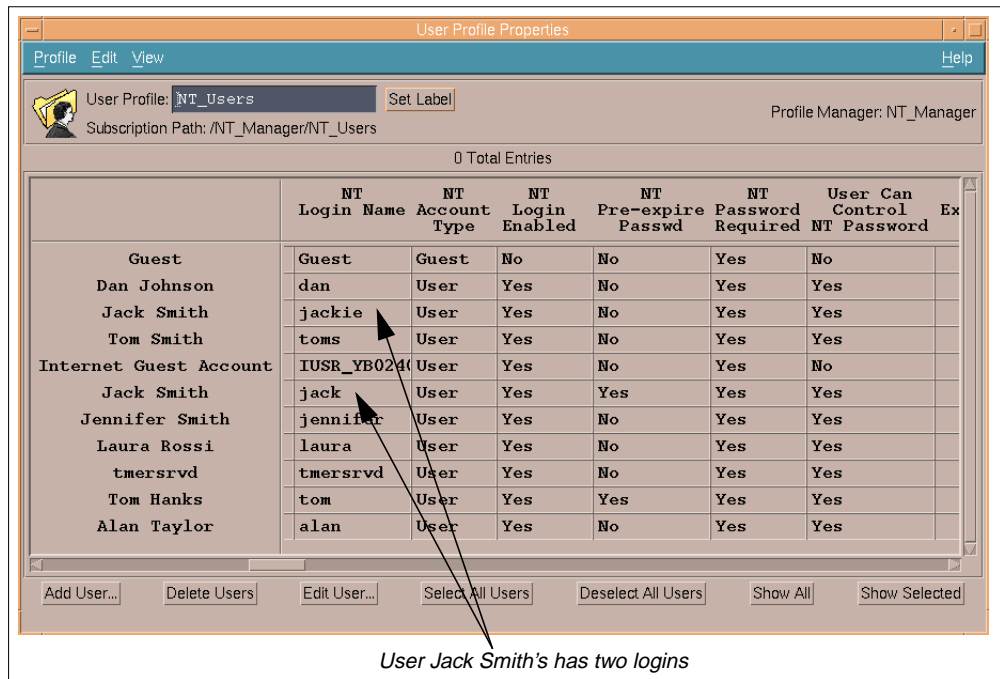 User Profile Properties
Profile Edit View Help
User Profile: NT_Users Set Label
Profile Manager: NT_Manager
Subscription Path: /NT_Manager/NT_Users
0 Total Entries
NT Login Name NT Account Type NT Login Enabled NT Pre-expire Passwd NT Password Required User Can Control NT Password Ex
Guest Guest Guest No No Yes No
Dan Johnson dan User Yes No Yes Yes
Jack Smith jackie User Yes No Yes Yes
Tom Smith toms User Yes No Yes Yes
Internet Guest Account IUSR_YB024 User Yes No Yes No
Jack Smith jack User Yes Yes Yes Yes
Jennifer Smith jennifer User Yes No Yes Yes
Laura Rossi laura User Yes No Yes Yes
tmersrvd tmersrvd User Yes No Yes Yes
Tom Hanks tom User Yes Yes Yes Yes
Alan Taylor alan User Yes No Yes Yes
Add User... Delete Users Edit User... Select All Users Deselect All Users Show All Show Selected
User Jack Smith's has two logins